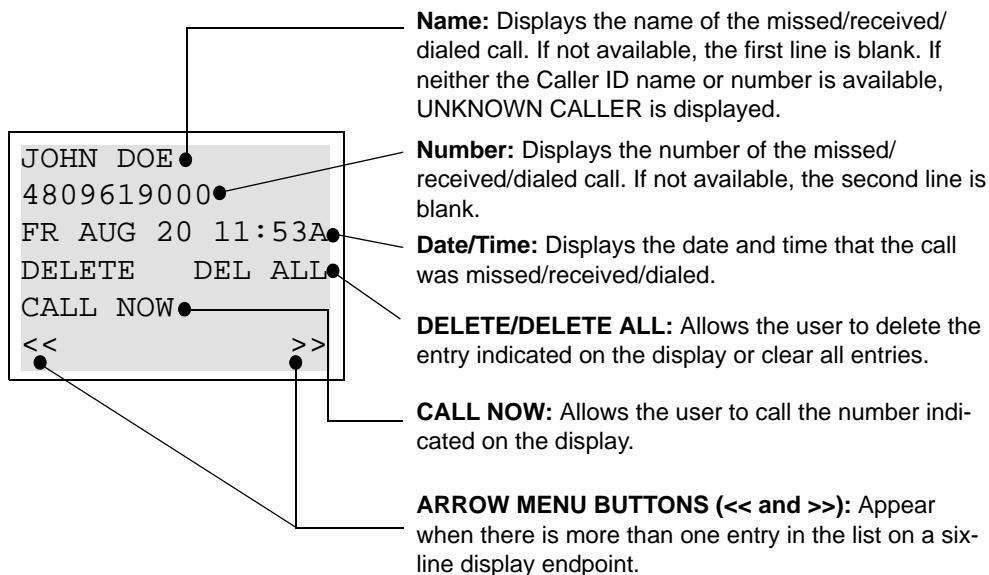 Name: Displays the name of the missed/received/
dialed call. If not available, the first line is blank. If
neither the Caller ID name or number is available,
UNKNOWN CALLER is displayed.
JOHN DOE
4809619000
FR AUG 20 11:53A
DELETE DEL ALL
CALL NOW
<< >>
Number: Displays the number of the missed/
received/dialed call. If not available, the second line is
blank.
Date/Time: Displays the date and time that the call
was missed/received/dialed.
DELETE/DELETE ALL: Allows the user to delete the
entry indicated on the display or clear all entries.
CALL NOW: Allows the user to call the number indi-
cated on the display.
ARROW MENU BUTTONS (<< and >>): Appear
when there is more than one entry in the list on a six-
line display endpoint.